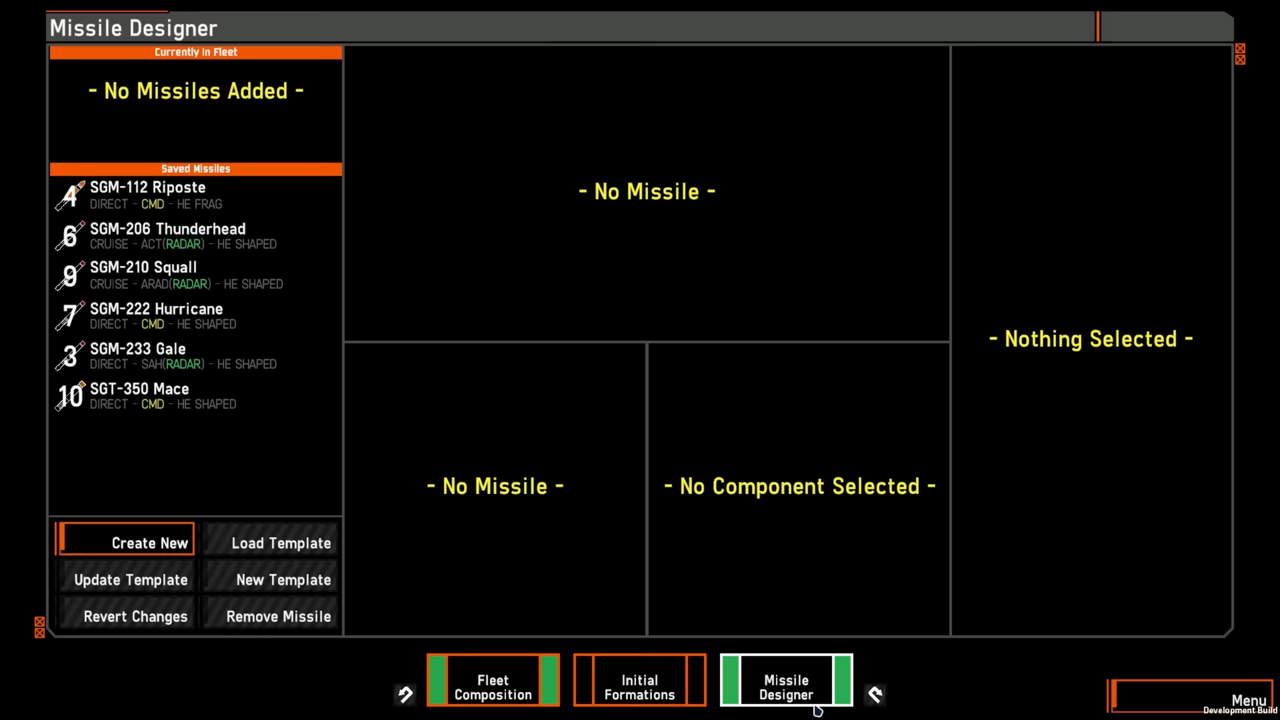 Missile Designer
Currently In Fleet
- No Missiles Added -
Saved Missiles
4
SGM-112 Riposte
DIRECT - CMD - HE FRAG
6
SGM-206 Thunderhead
CRUISE - ACT(RADAR) - HE SHAPED
9
SGM-210 Squall
CRUISE - ARAD(RADAR) - HE SHAPED
7
SGM-222 Hurricane
DIRECT - CMD - HE SHAPED
3
SGM-233 Gale
DIRECT - SAH(RADAR) - HE SHAPED
10
SGT-350 Mace
DIRECT - CMD - HE SHAPED
Create New
Load Template
Update Template
New Template
Revert Changes
Remove Missile
- No Missile -
- No Missile -
- No Component Selected -
- Nothing Selected -
Fleet
Composition
Initial
Formations
Missile
Designer
Menu
Development Build